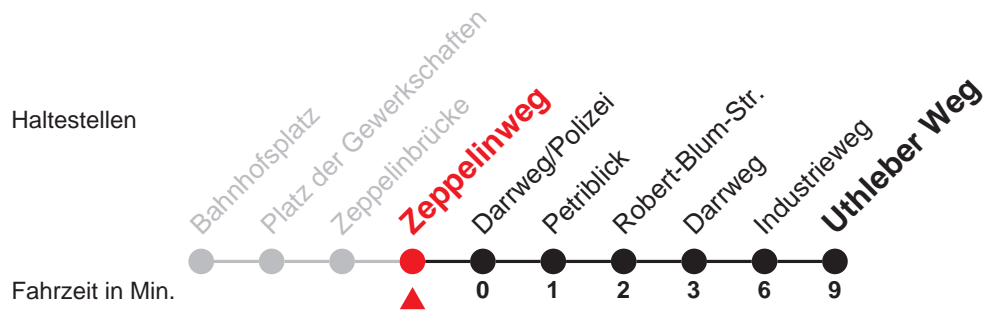 Haltestellen
Bahnhofsplatz
Platz der Gewerkschaften
Zeppelinbrücke
Zeppelinweg
Darrweg/Polizei
Petriblick
Robert-Blum-Str.
Darrweg
Industrieweg
Uthleber Weg
Fahrzeit in Min. 0 1 2 3 6 9